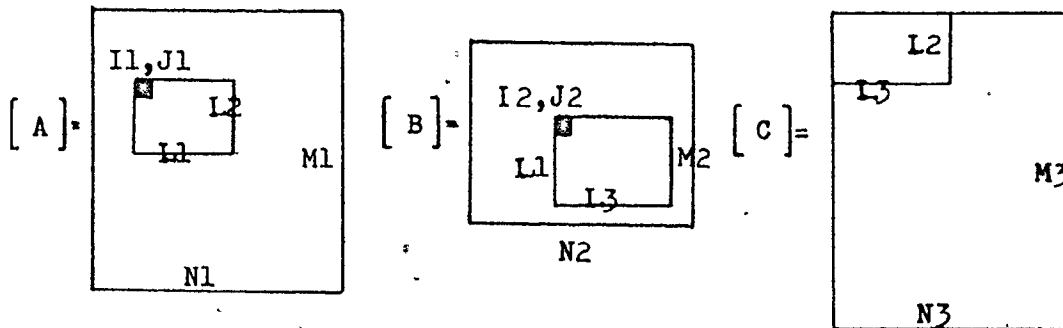 I1,J1
L2
[ A ]=
L1
M1
N1
I2,J2
[ B ]=
L1
M2
L3
N2
[ C ]=
L2
L3
M3
N3